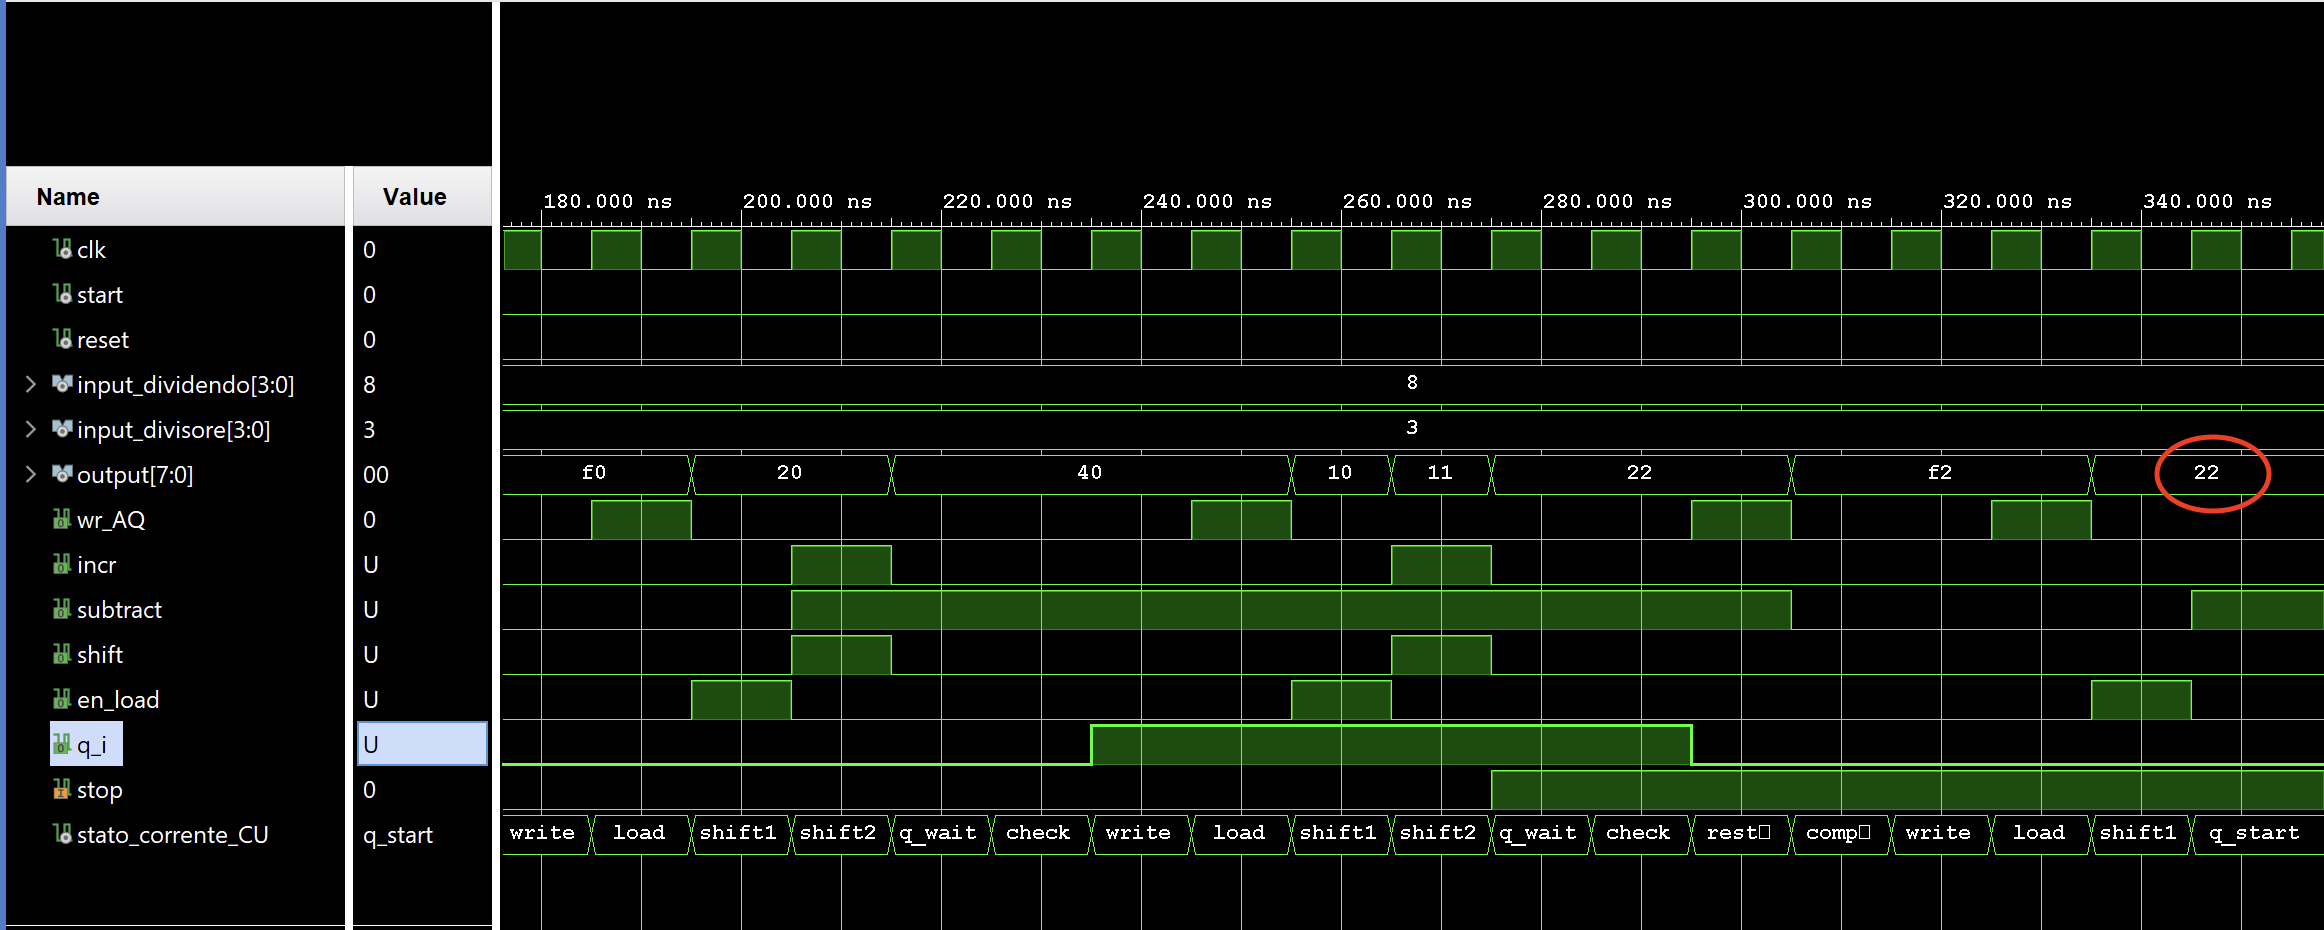 180.000 ns 200.000 ns 220.000 ns 240.000 ns 260.000 ns 280.000 ns 300.000 ns 320.000 ns 340.000 ns
Name Value
clk 0
start 0
reset 0
input_dividendo[3:0] 8 8
input_divisore[3:0] 3 3
output[7:0] 00 f0 20 40 10 11 22 f2 22
wr_AQ 0
incr U
subtract U
shift U
en_load U
q_i U
stop 0
stato_corrente_CU q_start write load shift1 shift2 q_wait check write load shift1 shift2 q_wait check rest□ comp□ write load shift1 q_start